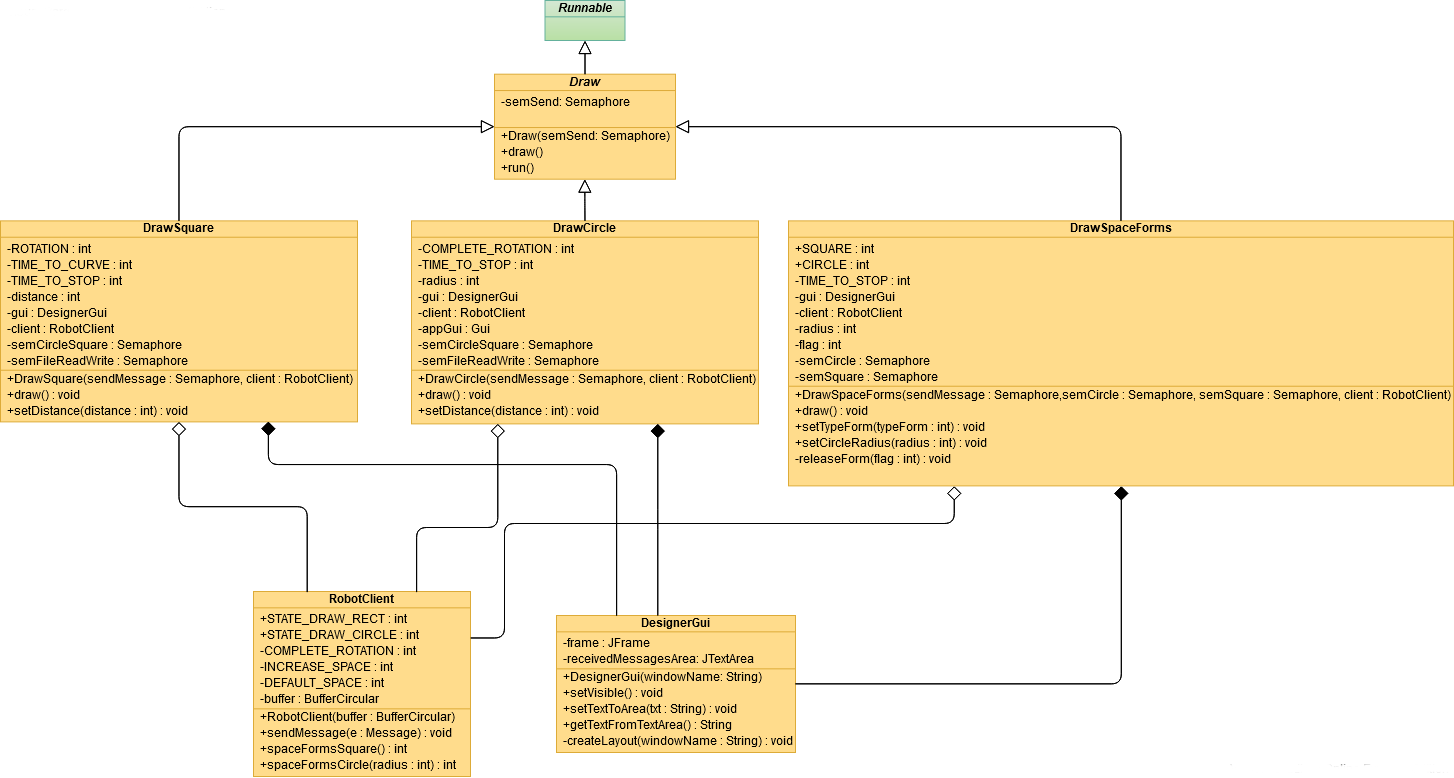 Runnable
Draw
-semSend: Semaphore
+Draw(semSend: Semaphore)
+draw()
+run()
DrawSquare
-ROTATION : int
-TIME_TO_CURVE : int
-TIME_TO_STOP : int
-distance : int
-gui : DesignerGui
-client : RobotClient
-semCircleSquare : Semaphore
-semFileReadWrite : Semaphore
+DrawSquare(sendMessage : Semaphore, client : RobotClient)
+draw() : void
+setDistance(distance : int) : void
DrawCircle
-COMPLETE_ROTATION : int
-TIME_TO_STOP : int
-radius : int
-gui : DesignerGui
-client : RobotClient
-appGui : Gui
-semCircleSquare : Semaphore
-semFileReadWrite : Semaphore
+DrawCircle(sendMessage : Semaphore, client : RobotClient)
+draw() : void
+setDistance(distance : int) : void
DrawSpaceForms
+SQUARE : int
+CIRCLE : int
-TIME_TO_STOP : int
-gui : DesignerGui
-client : RobotClient
-radius : int
-flag : int
-semCircle : Semaphore
-semSquare : Semaphore
+DrawSpaceForms(sendMessage : Semaphore,semCircle : Semaphore, semSquare : Semaphore, client : RobotClient)
+draw() : void
+setTypeForm(typeForm : int) : void
+setCircleRadius(radius : int) : void
-releaseForm(flag : int) : void
RobotClient
+STATE_DRAW_RECT : int
+STATE_DRAW_CIRCLE : int
-COMPLETE_ROTATION : int
-INCREASE_SPACE : int
-DEFAULT_SPACE : int
-buffer : BufferCircular
+RobotClient(buffer : BufferCircular)
+sendMessage(e : Message) : void
+spaceFormsSquare() : int
+spaceFormsCircle(radius : int) : int
DesignerGui
-frame : JFrame
-receivedMessagesArea: JTextArea
+DesignerGui(windowName: String)
+setVisible() : void
+setTextToArea(txt : String) : void
+getTextFromTextArea() : String
-createLayout(windowName : String) : void